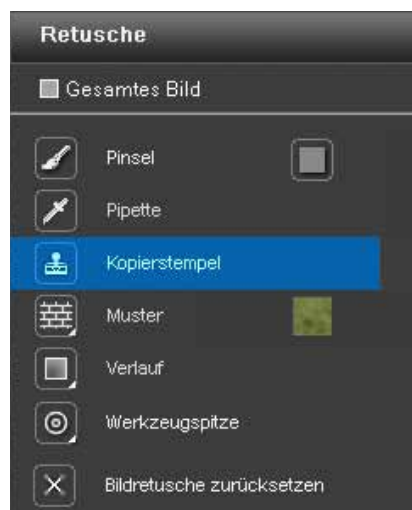 Retusche
Gesamtes Bild
Pinsel
Pipette
Kopierstempel
Muster
Verlauf
Werkzeugspitze
Bildretusche zurücksetzen